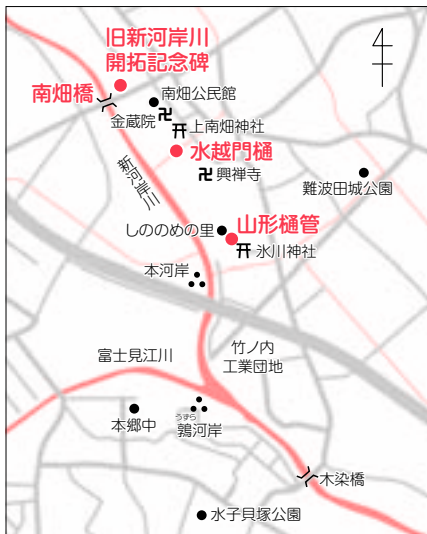 旧新河岸川
開拓記念碑
南畑橋
南畑公民館
金蔵院
上南畑神社
水越門樋
興禅寺
新河岸川
難波田城公園
しののめの里
山形樋管
氷川神社
本河岸
富士見江川
竹ノ内
工業団地
うずら
鶉河岸
本郷中
木染橋
水子貝塚公園